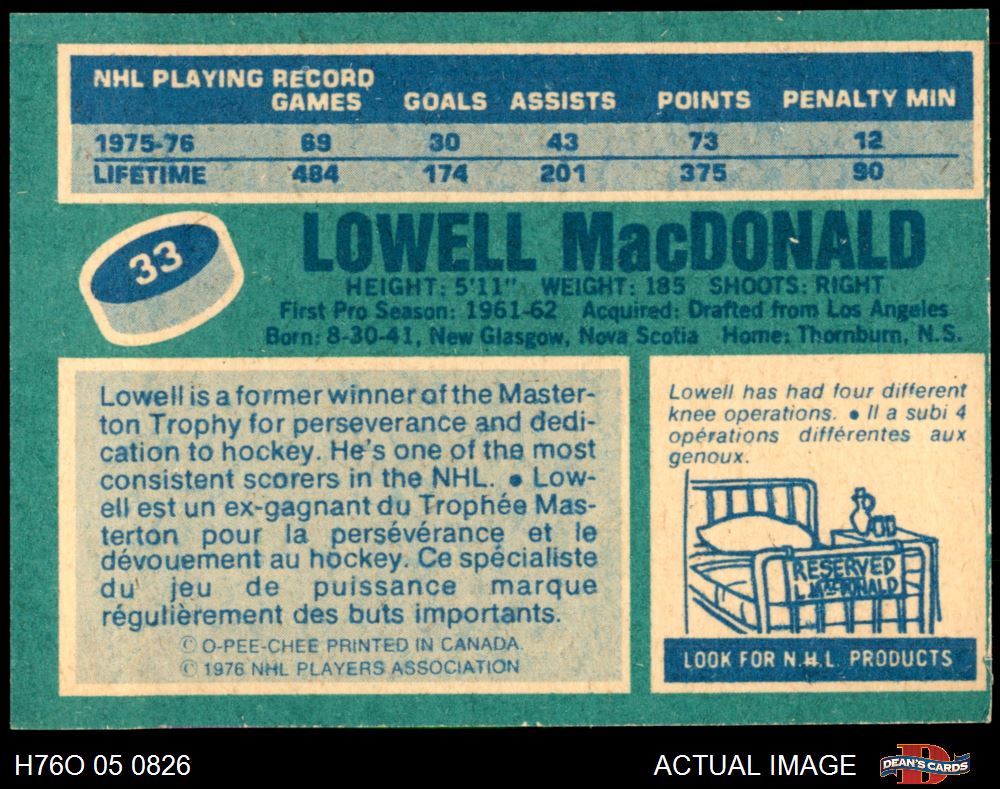 NHL PLAYING RECORD
GAMES GOALS ASSISTS POINTS PENALTY MIN
1975-76 69 30 43 73 12
LIFETIME 484 174 201 375 90
33
LOWELL MacDONALD
HEIGHT: 5'11" WEIGHT: 185 SHOOTS: RIGHT
First Pro Season: 1961-62 Acquired: Drafted from Los Angeles
Born: 8-30-41, New Glasgow, Nova Scotia Home: Thornburn, N.S.
Lowell is a former winner of the Master-
ton Trophy for perseverance and dedi-
cation to hockey. He's one of the most
consistent scorers in the NHL. • Low-
ell est un ex-gagnant du Trophée Mas-
terton pour la persévérance et le
dévouement au hockey. Ce spécialiste
du jeu de puissance marque
régulièrement des buts importants.
© O-PEE-CHEE PRINTED IN CANADA.
© 1976 NHL PLAYERS ASSOCIATION
Lowell has had four different
knee operations. • Il a subi 4
opérations différentes aux
genoux.
RESERVED
L. McDONALD
LOOK FOR N.H.L. PRODUCTS
H76O 05 0826
ACTUAL IMAGE
D
DEAN'S CARDS